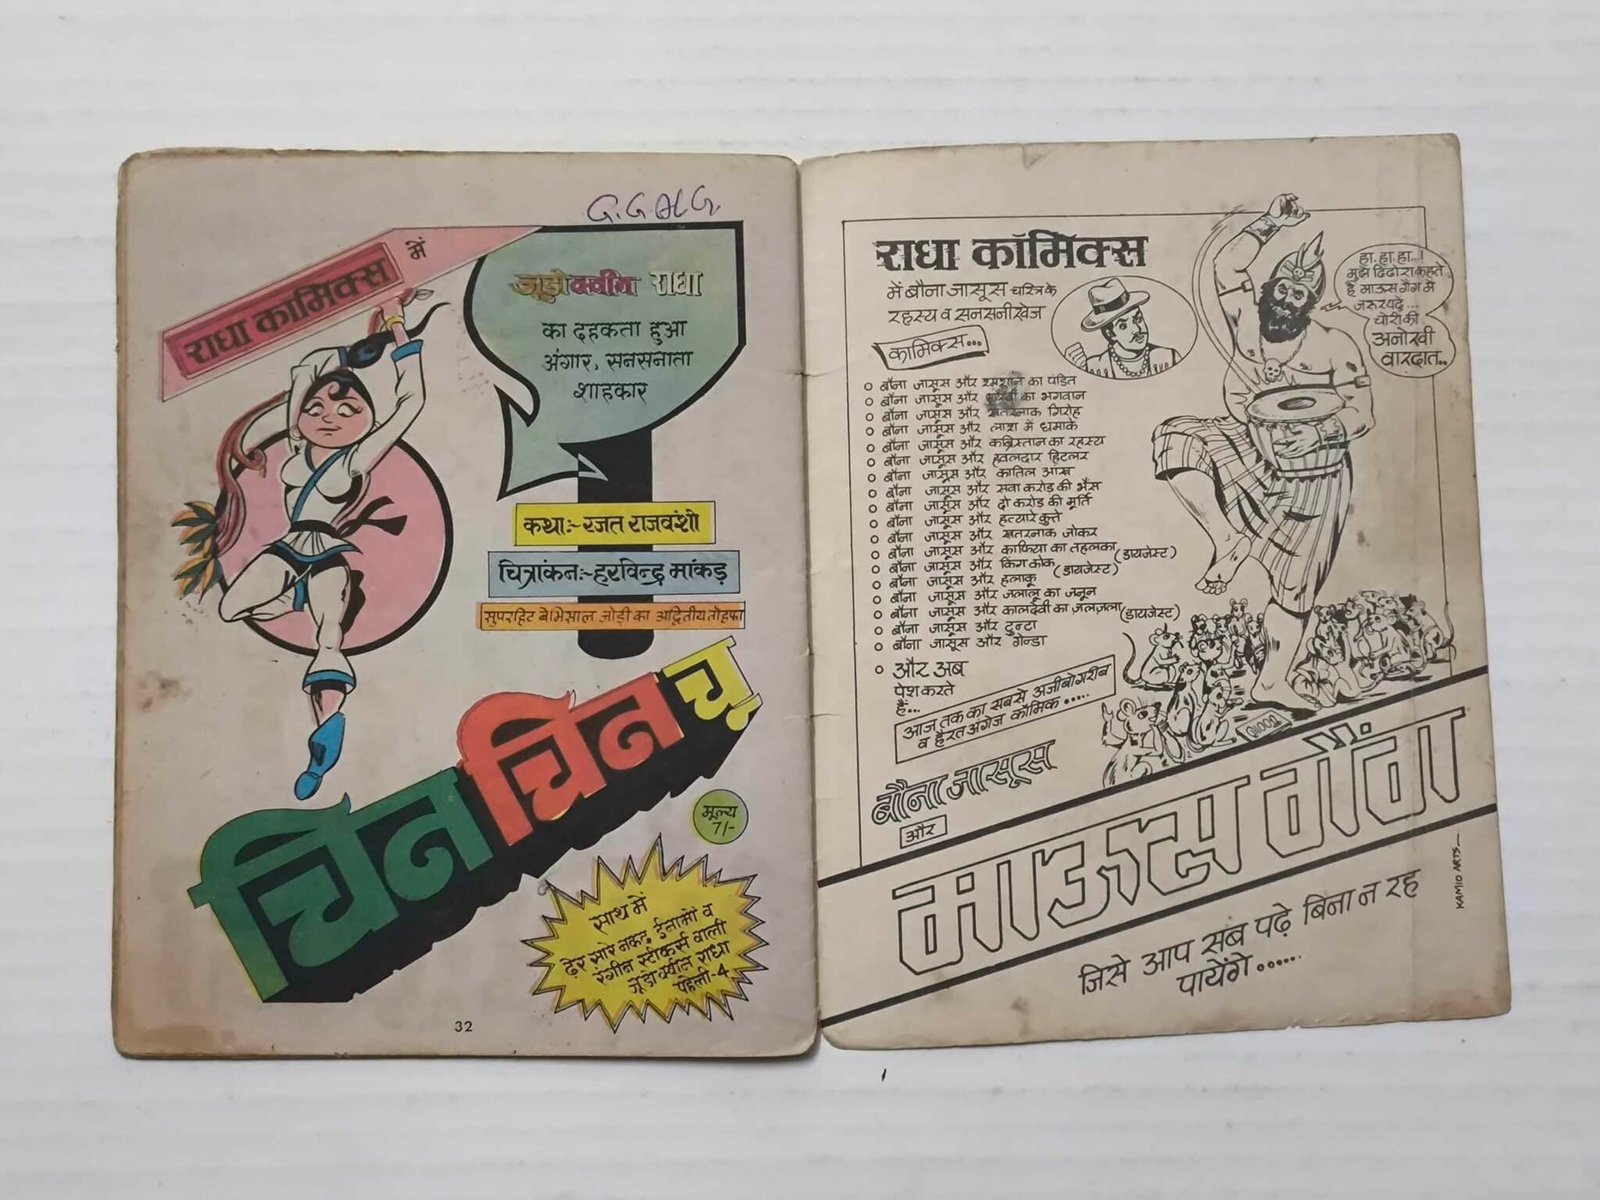 राधा कॉमिक्स में
जूडो क्वीन राधा
का दहकता हुआ
अंगार, सनसनाता
शाहकार
कथा:- रजत राजवंशी
चित्रांकन:- हरविन्द्र मांकड़
सुपरहिट बेमिसाल जोड़ी का अद्वितीय तोहफा
चिन चिन चू
मूल्य
7/-
साथ में
ढ़ेर सारे नकद, ईनामों व
रंगीन स्टीकर्स वाली
जूडो क्वीन राधा
पहेली-4
32
राधा कॉमिक्स
में बौना जासूस चरित्र के
रहस्य व सनसनीखेज
कामिक्स...
बौना जासूस और श्मशान का पंडित
बौना जासूस और का भगवान
बौना जासूस और खतरनाक गिरोह
बौना जासूस और लाश में धमाके
बौना जासूस और कब्रिस्तान का रहस्य
बौना जासूस और हवलदार हिटलर
बौना जासूस और कातिल आंख
बौना जासूस और सवा करोड़ की भैंस
बौना जासूस और दो करोड़ की मूर्ति
बौना जासूस और हत्यारे कुत्ते
बौना जासूस और खतरनाक जोकर
बौना जासूस और काफिया का तहलका (डायजेस्ट)
बौना जासूस और किंग कोंक (डायजेस्ट)
बौना जासूस और हलाकू
बौना जासूस और जलालू का जनून
बौना जासूस और कालदेवी का जलजला (डायजेस्ट)
बौना जासूस और टुन्टा
बौना जासूस और गेन्डा
और अब
पेश करते
हैं...
आज तक का सबसे अजीबोगरीब
व हैरतअंगेज कॉमिक.....
बौना जासूस
और
माऊस गैंग
जिसे आप सब पढ़े बिना न रह
पायेंगे......
हा. हा. हा...!
मुझे ढिंढोरा कहते
हैं माऊस गैंग में
जरूर पढ़े...
चोरी की
अनोखी
वारदात..
KAMIO ARTS